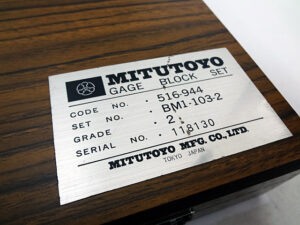 MITUTOYO
GAGE BLOCK SET
CODE NO. : 516-944
SET NO. : BM1-103-2
GRADE : 2
SERIAL NO. : 113130
MITUTOYO MFG. CO., LTD.
TOKYO JAPAN